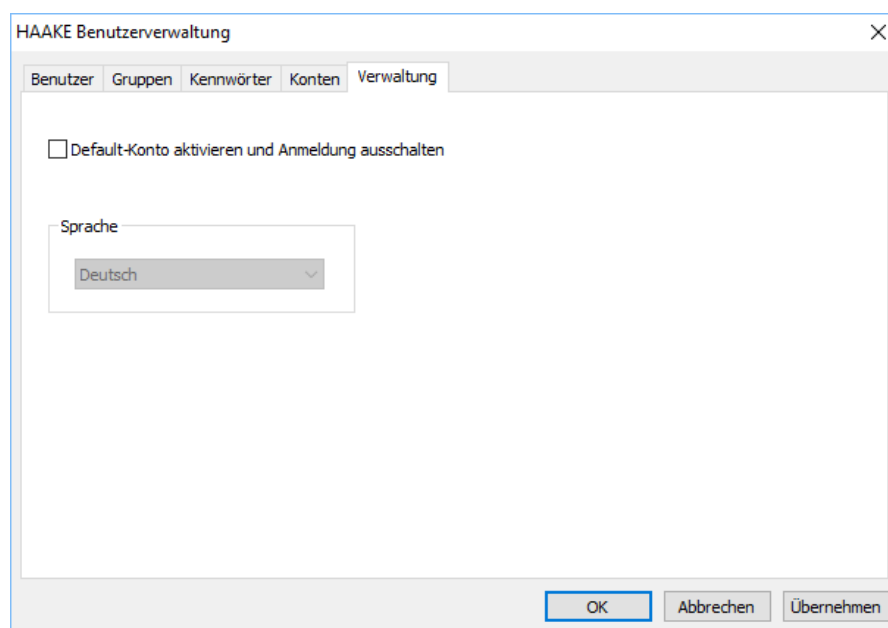 HAAKE Benutzerverwaltung
Benutzer Gruppen Kennwörter Konten Verwaltung
Default-Konto aktivieren und Anmeldung ausschalten
Sprache
Deutsch
OK Abbrechen Übernehmen